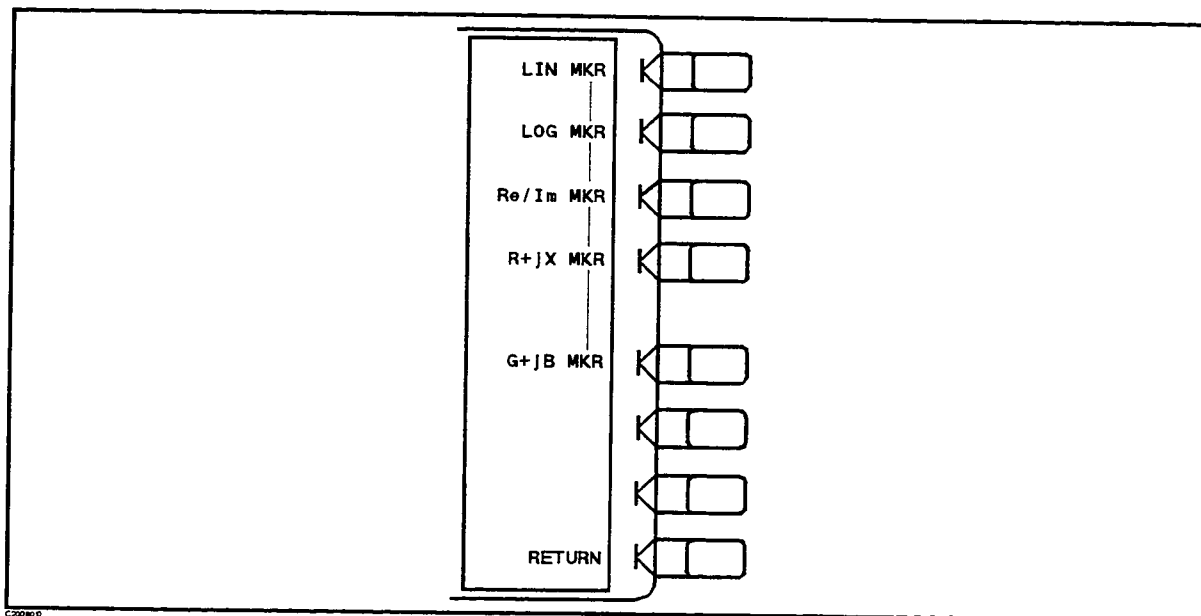 LIN MKR
LOG MKR
Re/Im MKR
R+jX MKR
G+jB MKR
RETURN